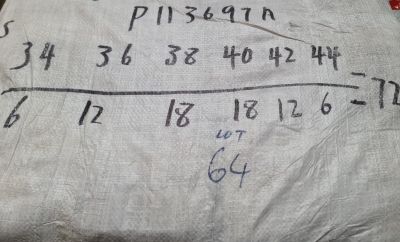 P113697A
S
34 36 38 40 42 44
6 12 18 18 12 6 = 72
LOT
64